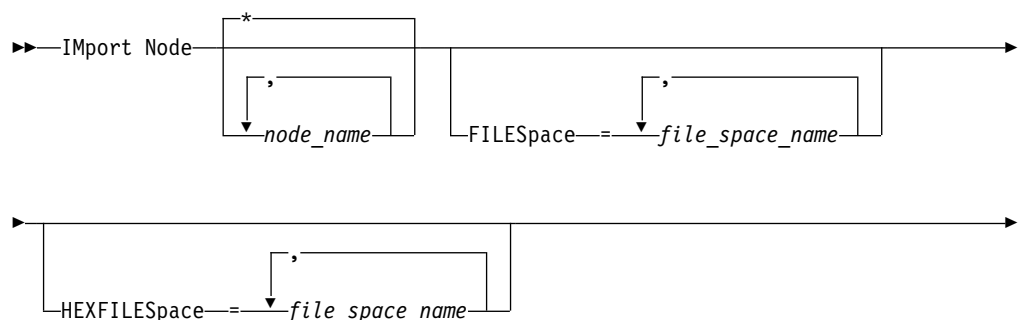 *
IMport Node
,
,
node_name
FILESpace = file_space_name
,
HEXFILESpace = file_space_name